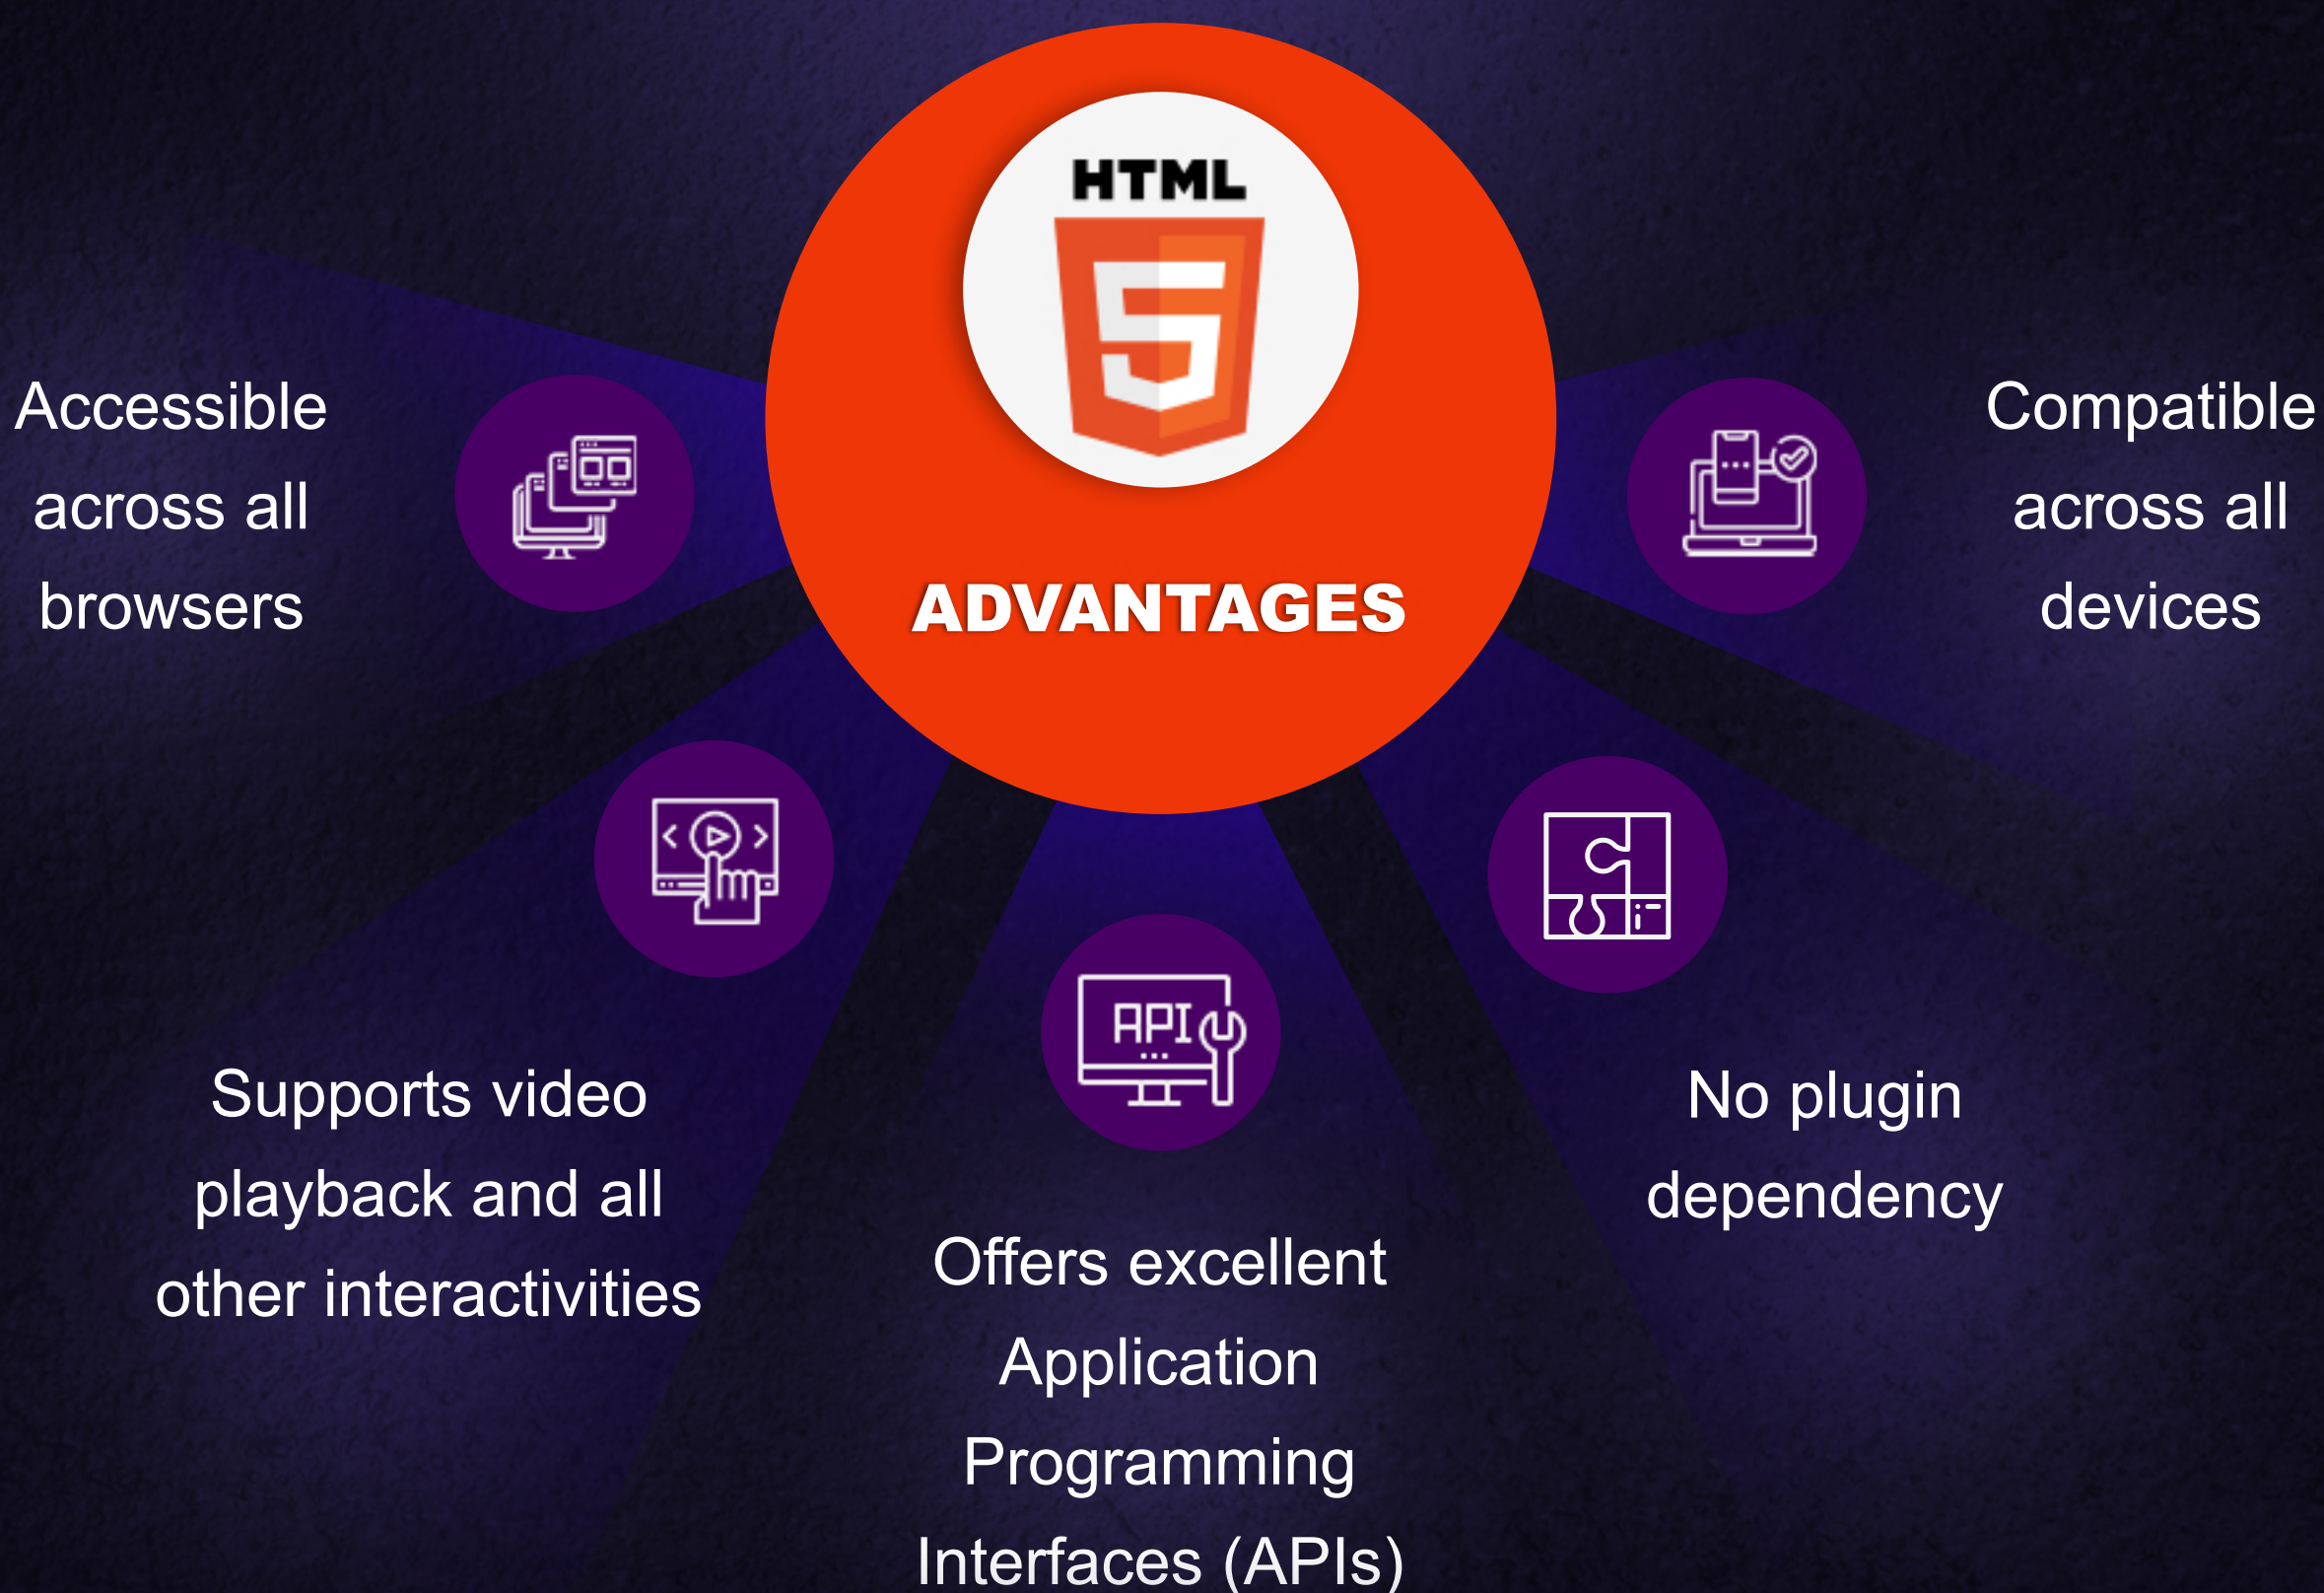 HTML
5
ADVANTAGES
Accessible
across all
browsers
Supports video
playback and all
other interactivities
API
Offers excellent
Application
Programming
Interfaces (APIs)
No plugin
dependency
Compatible
across all
devices